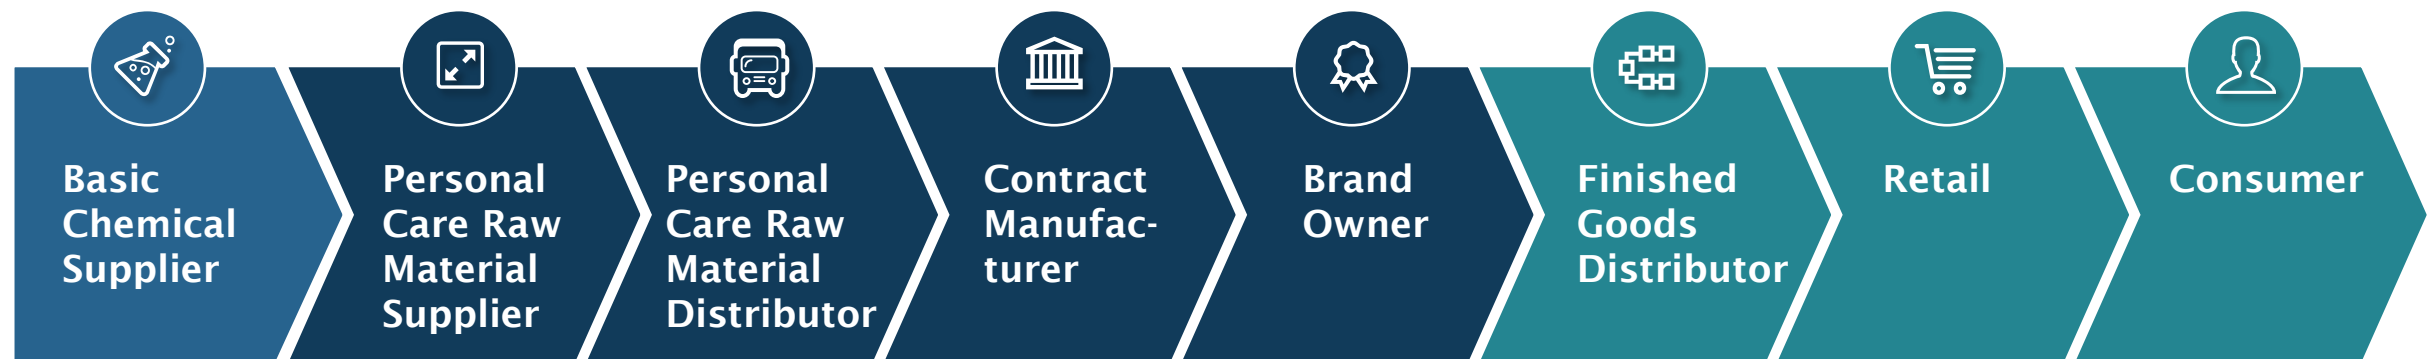 Basic
Chemical
Supplier
Personal
Care Raw
Material
Supplier
Personal
Care Raw
Material
Distributor
Contract
Manufac-
turer
Brand
Owner
Finished
Goods
Distributor
Retail
Consumer